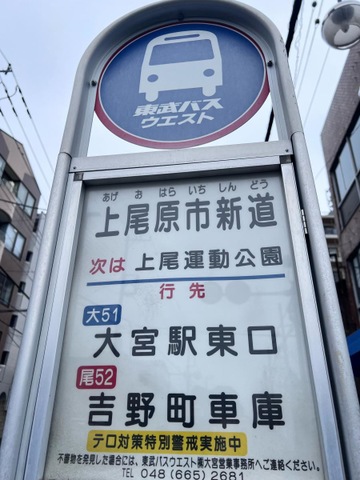 東武バス
ウエスト
あげ お はら いち しん どう
上尾原市新道
次は 上尾運動公園
行先
大51
大宮駅東口
尾52
吉野町車庫
テロ対策特別警戒実施中
不審物を発見した場合には、東武バスウエスト㈱大宮営業事務所へご連絡ください。
TEL 048 (665) 2681